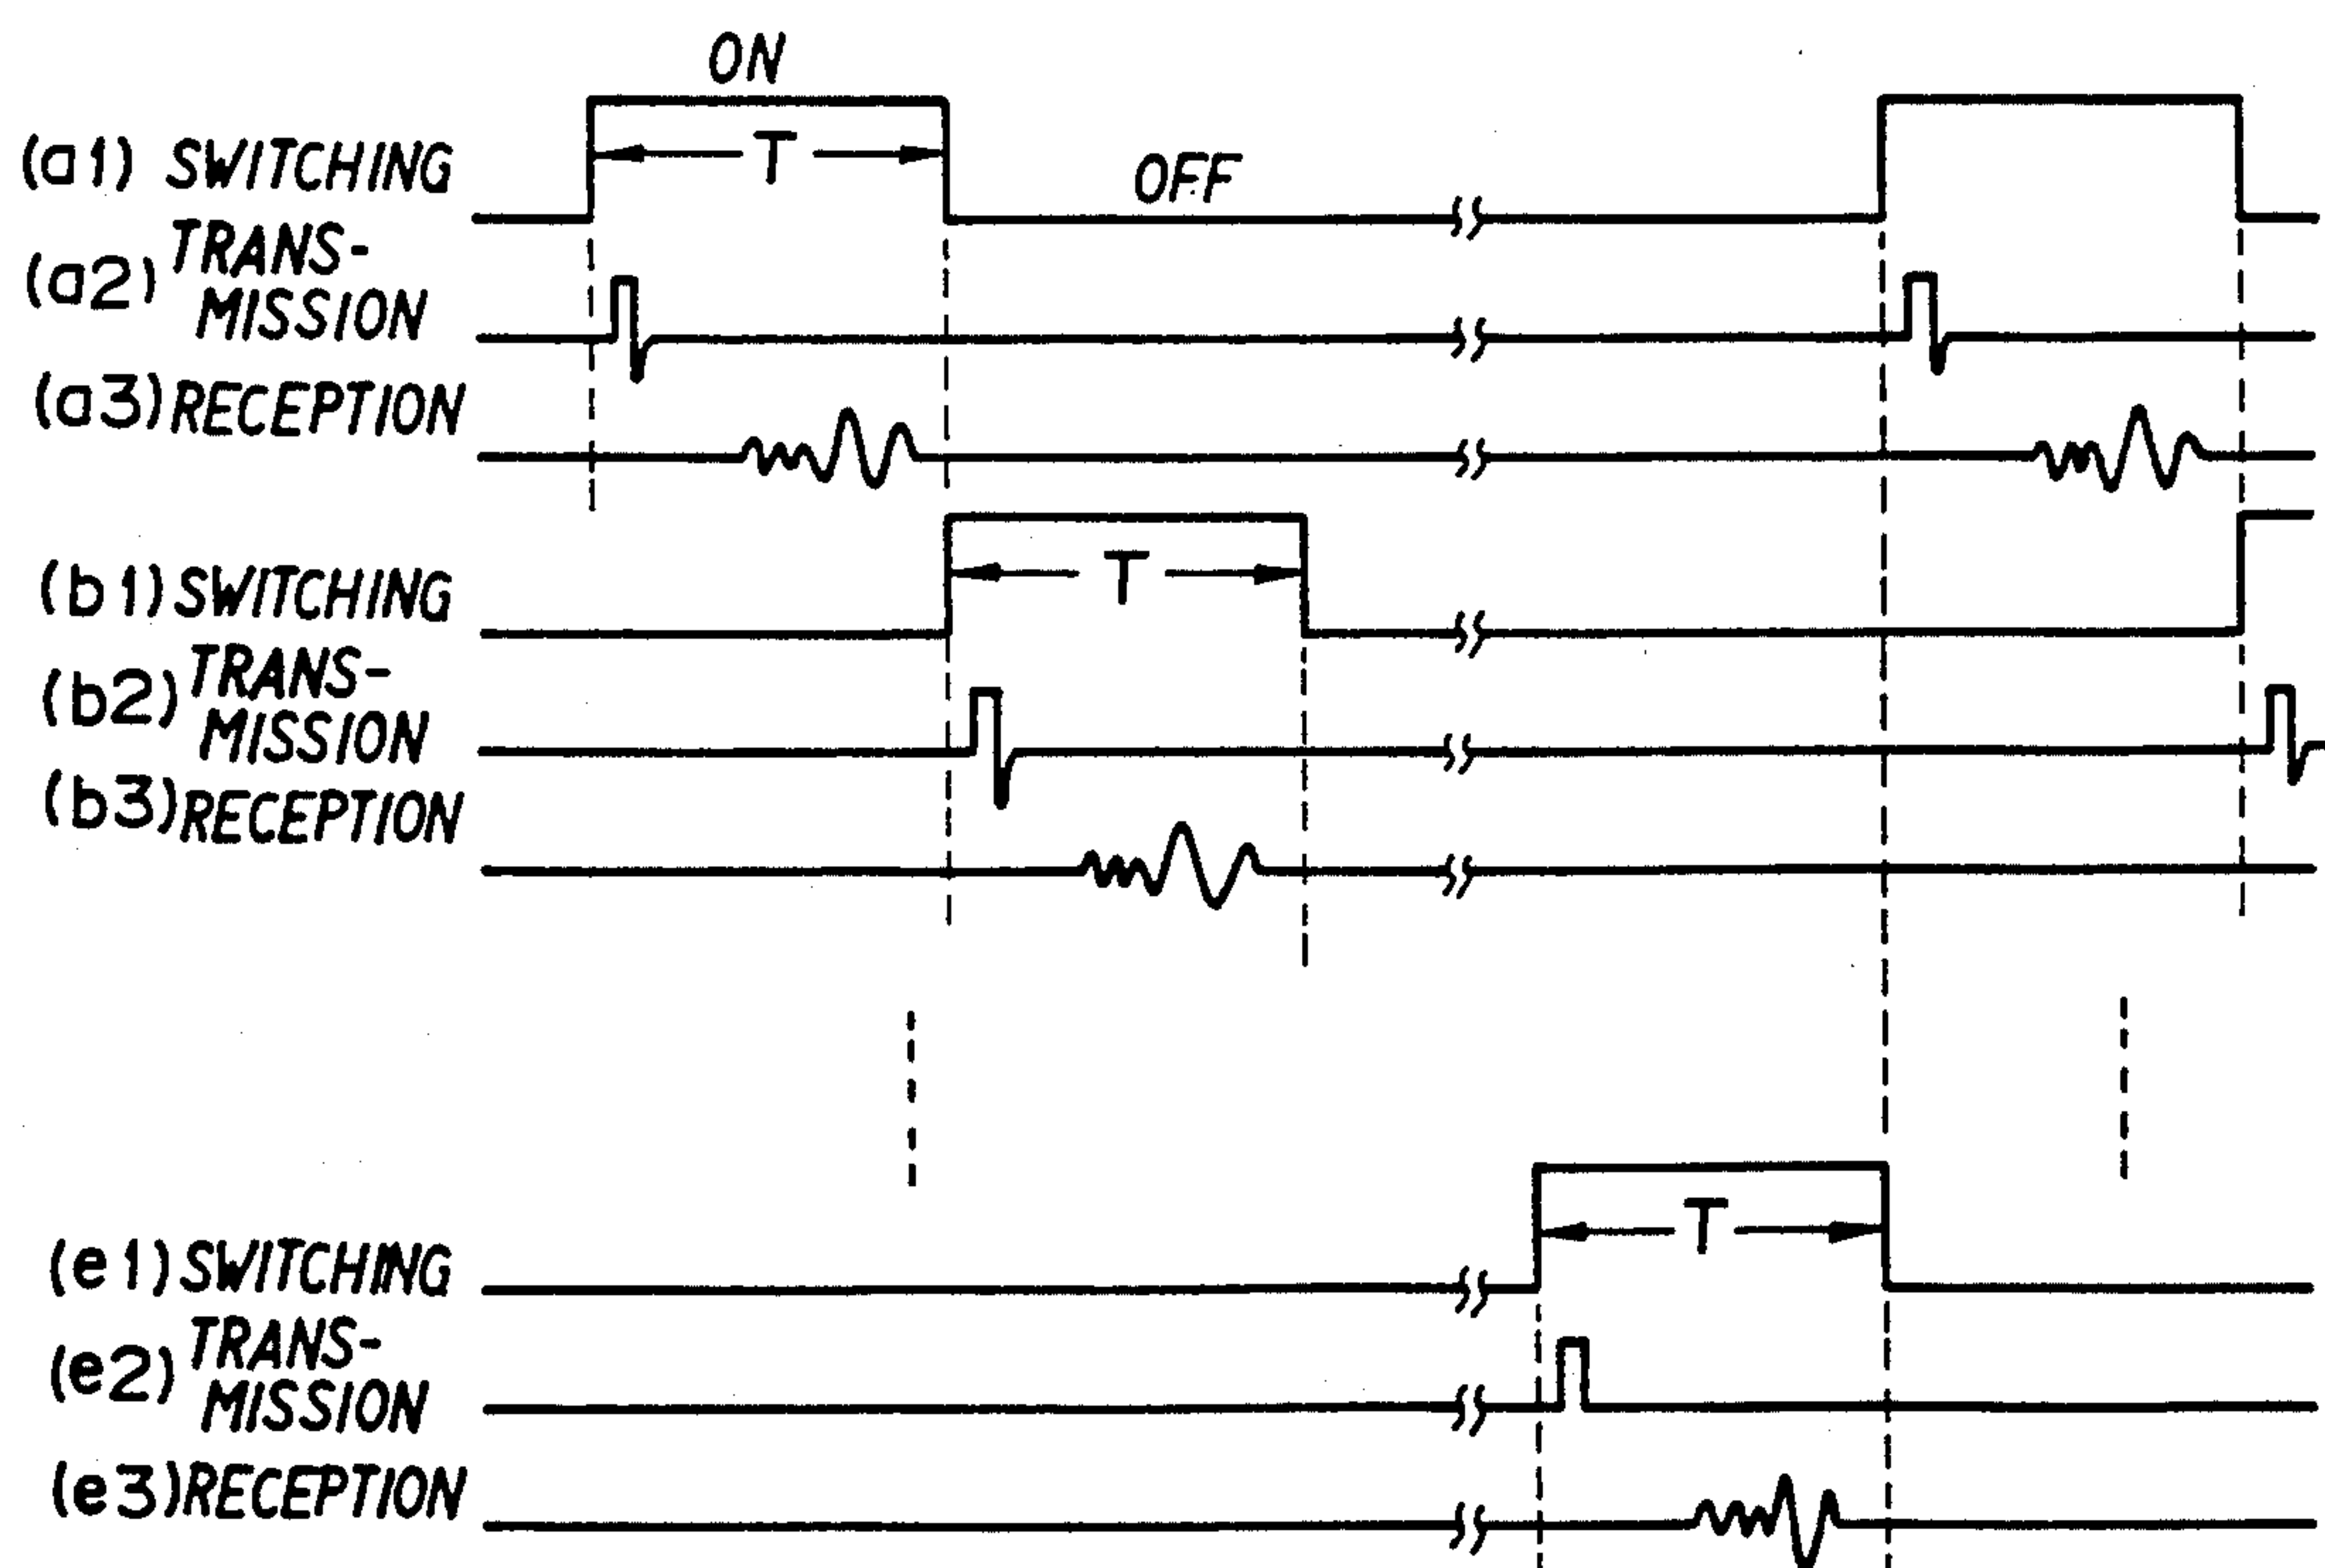 ON
(a1) SWITCHING
T
OFF
(a2) TRANS-
MISSION
(a3) RECEPTION
(b1) SWITCHING
T
(b2) TRANS-
MISSION
(b3) RECEPTION
(e1) SWITCHING
T
(e2) TRANS-
MISSION
(e3) RECEPTION